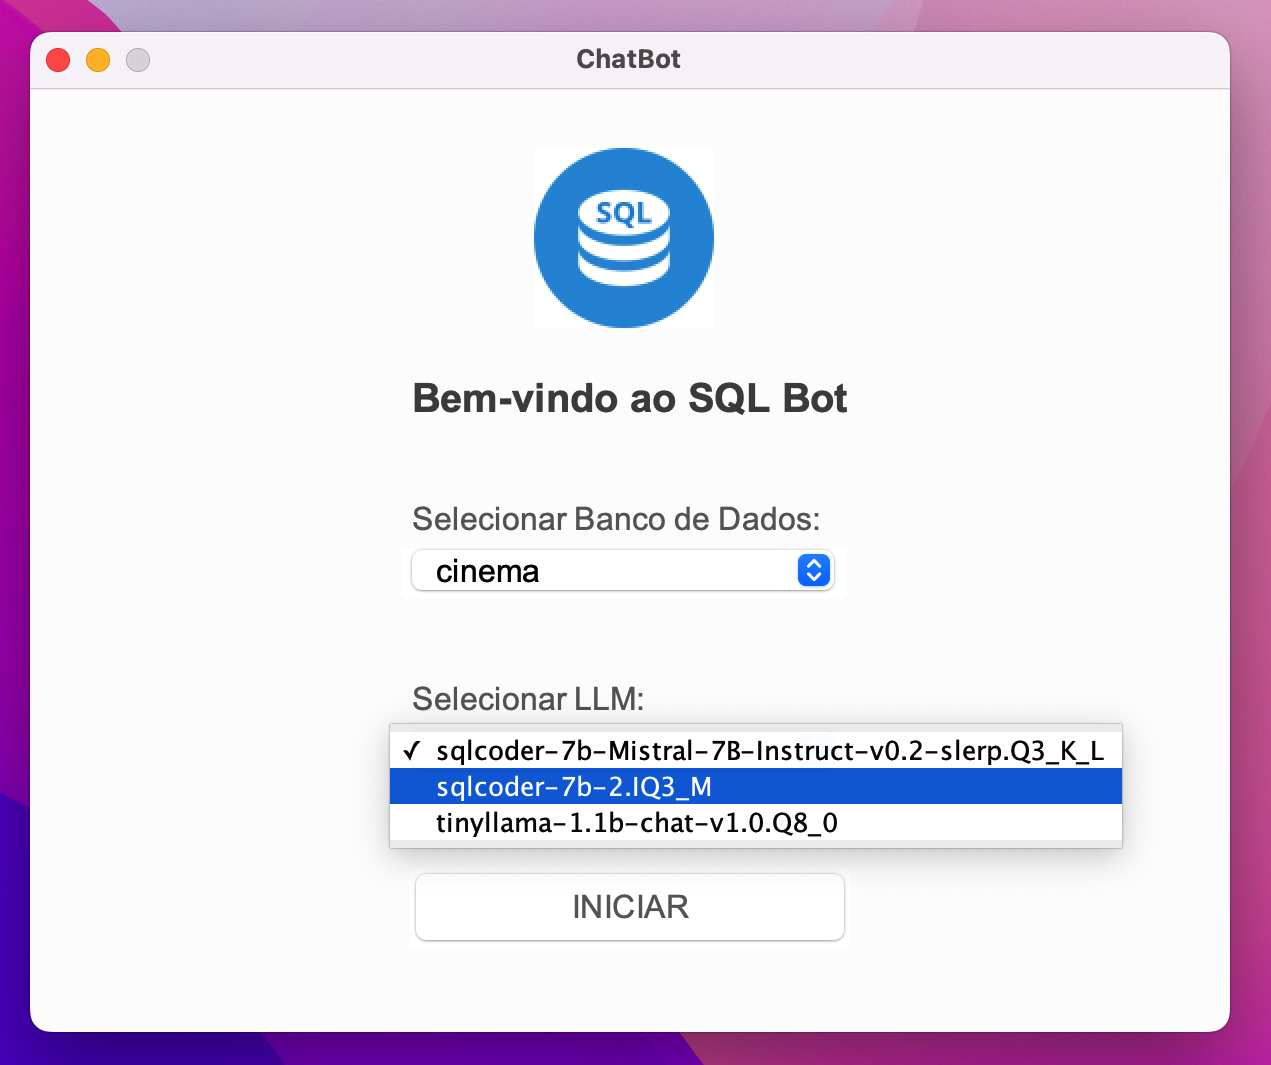 ChatBot
SQL
Bem-vindo ao SQL Bot
Selecionar Banco de Dados:
cinema
Selecionar LLM:
✓ sqlcoder-7b-Mistral-7B-Instruct-v0.2-slerp.Q3_K_L
sqlcoder-7b-2.IQ3_M
tinyllama-1.1b-chat-v1.0.Q8_0
INICIAR